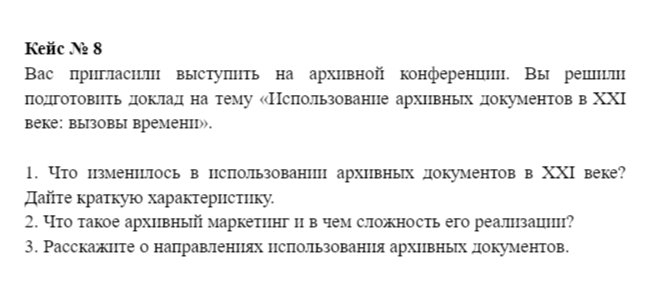 Кейс № 8
Вас пригласили выступить на архивной конференции. Вы решили
подготовить доклад на тему «Использование архивных документов в XXI
веке: вызовы времени».
1. Что изменилось в использовании архивных документов в XXI веке?
Дайте краткую характеристику.
2. Что такое архивный маркетинг и в чем сложность его реализации?
3. Расскажите о направлениях использования архивных документов.